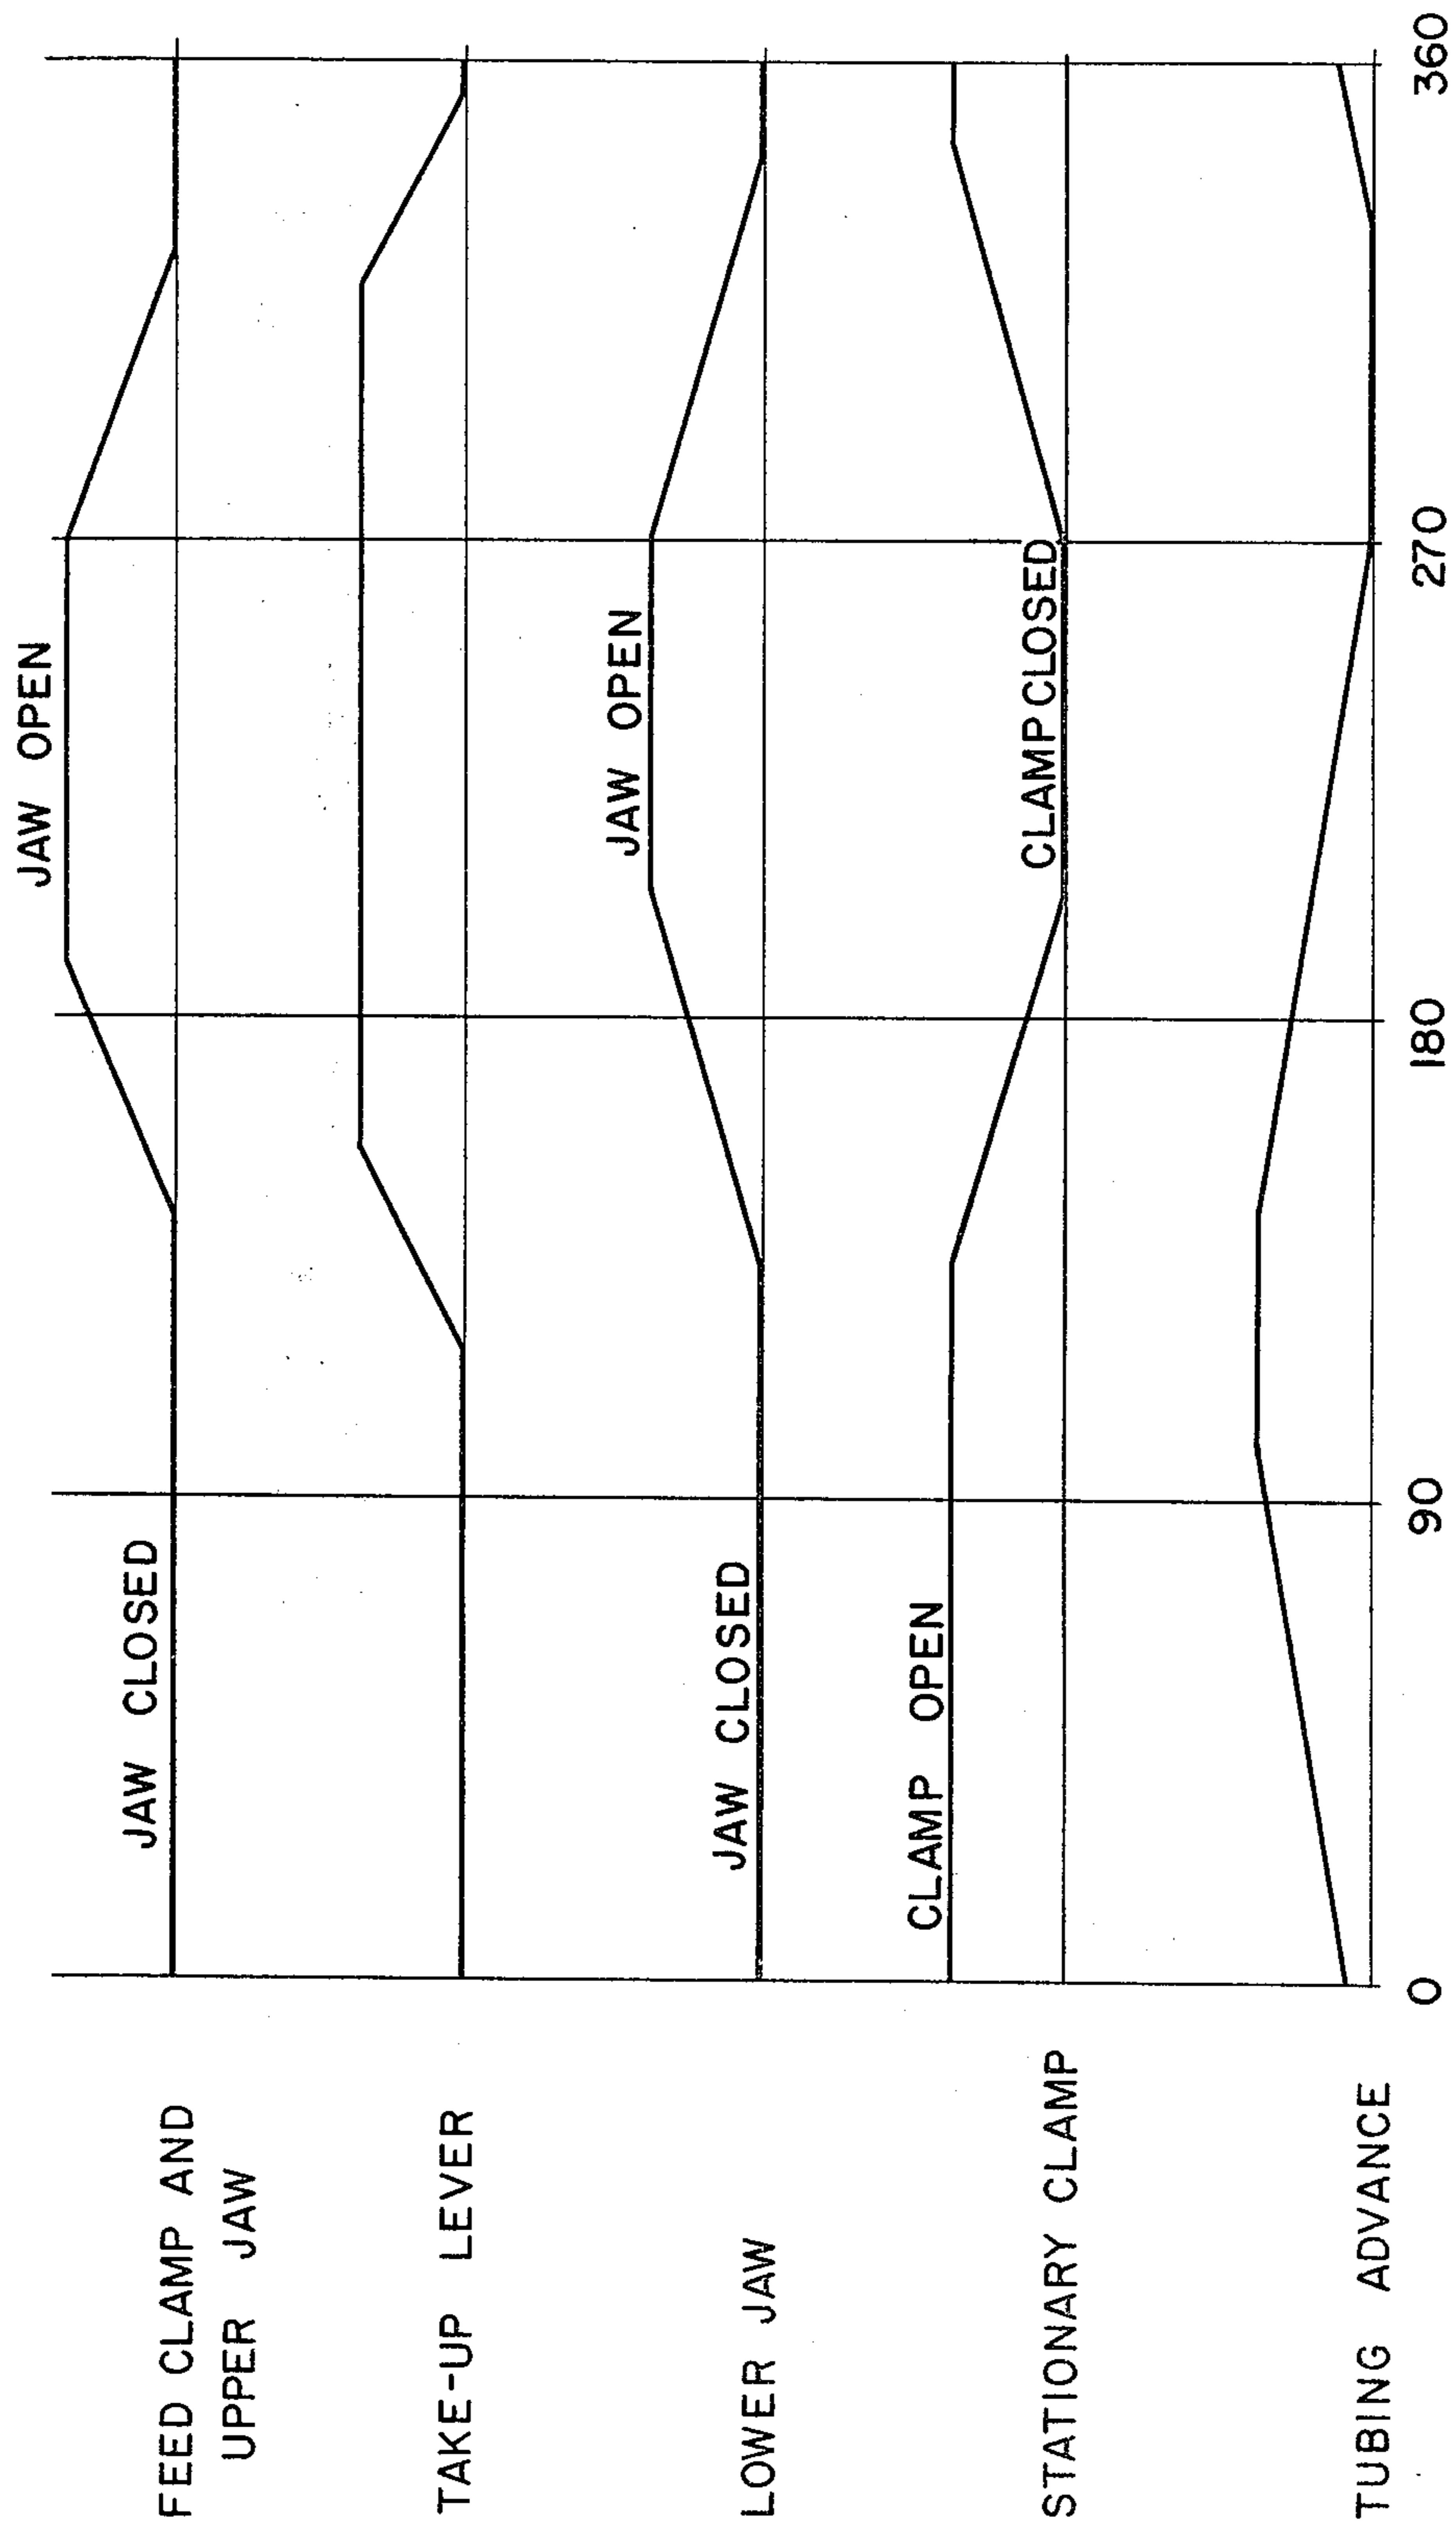 JAW OPEN
JAW CLOSED
FEED CLAMP AND
UPPER JAW
TAKE-UP LEVER
JAW OPEN
JAW CLOSED
LOWER JAW
CLAMP OPEN
CLAMP CLOSED
STATIONARY CLAMP
TUBING ADVANCE
0 90 180 270 360